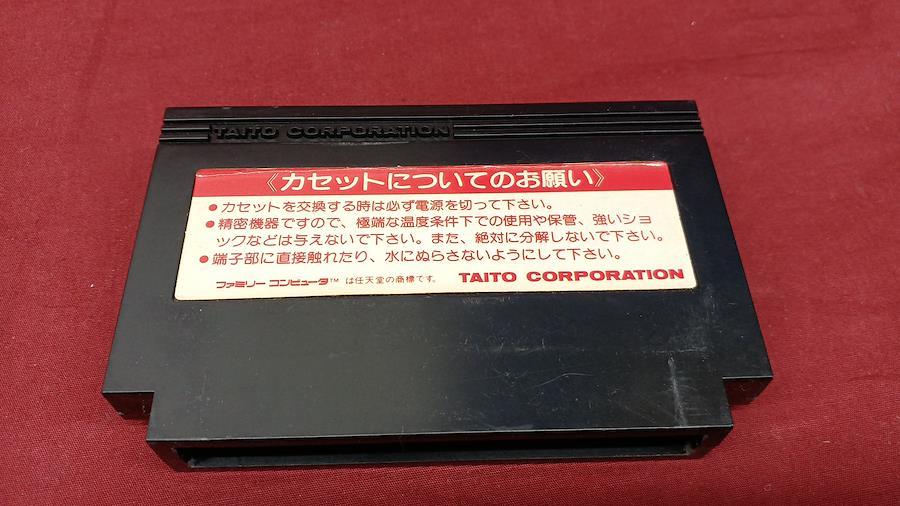 TAITO CORPORATION
《カセットについてのお願い》
●カセットを交換する時は必ず電源を切って下さい。
●精密機器ですので、極端な温度条件下での使用や保管、強いショ
ックなどは与えないで下さい。また、絶対に分解しないで下さい。
●端子部に直接触れたり、水にぬらさないようにして下さい。
ファミリー コンピュータ™ は任天堂の商標です。 TAITO CORPORATION